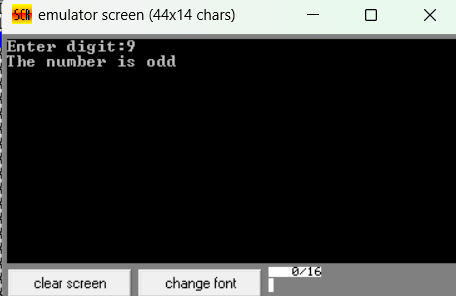 emulator screen (44x14 chars)
Enter digit:9
The number is odd
clear screen
change font
0/16